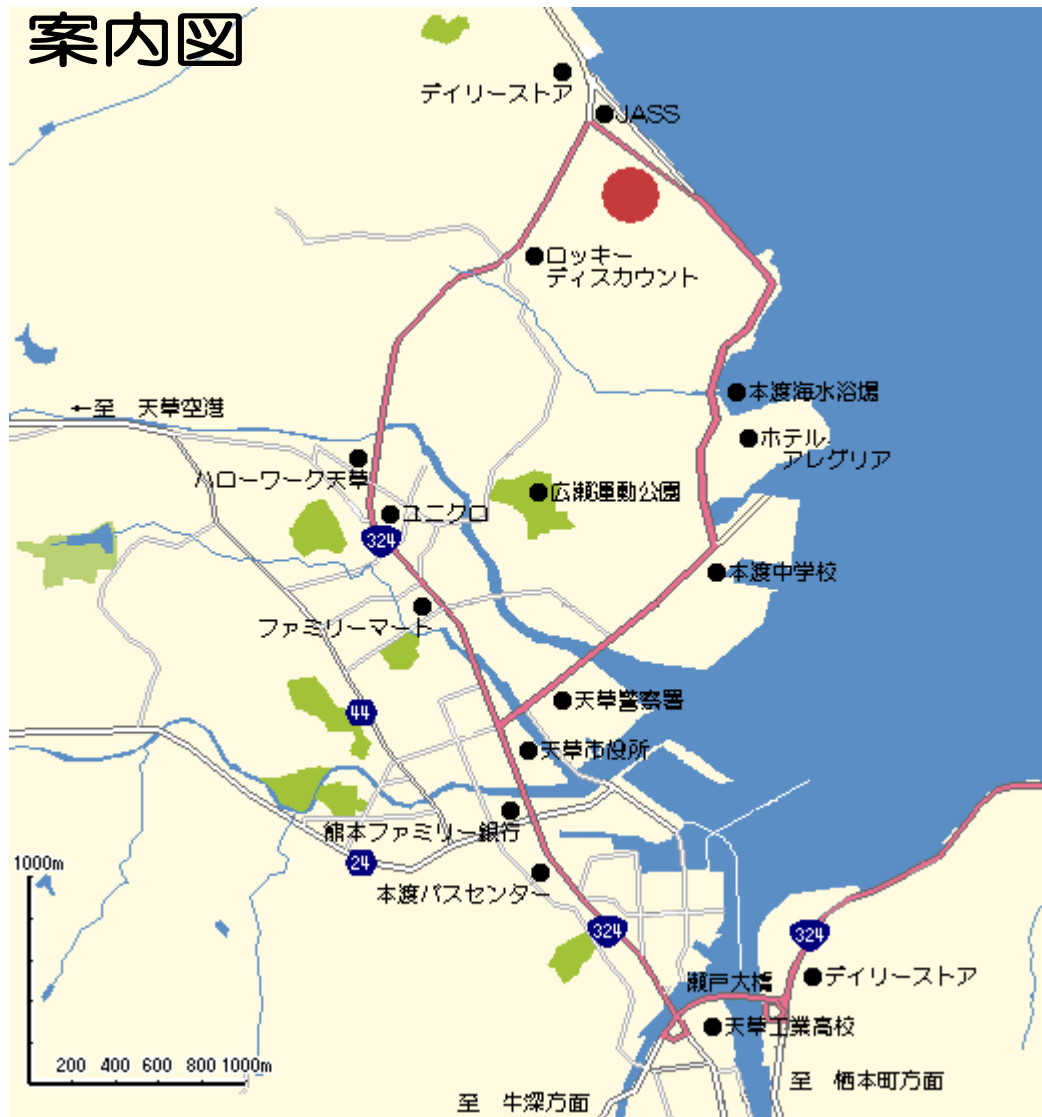 案内図
デイリーストア
JASS
ロッキー
ディスカウント
本渡海水浴場
←至　天草空港
ホテル
アレグリア
ハローワーク天草
広瀬運動公園
ユニクロ
324
本渡中学校
ファミリーマート
天草警察署
44
天草市役所
熊本ファミリー銀行
24
1000m
本渡バスセンター
324
324
瀬戸大橋
デイリーストア
天草工業高校
200 400 600 800 1000m
至　栖本町方面
至　牛深方面